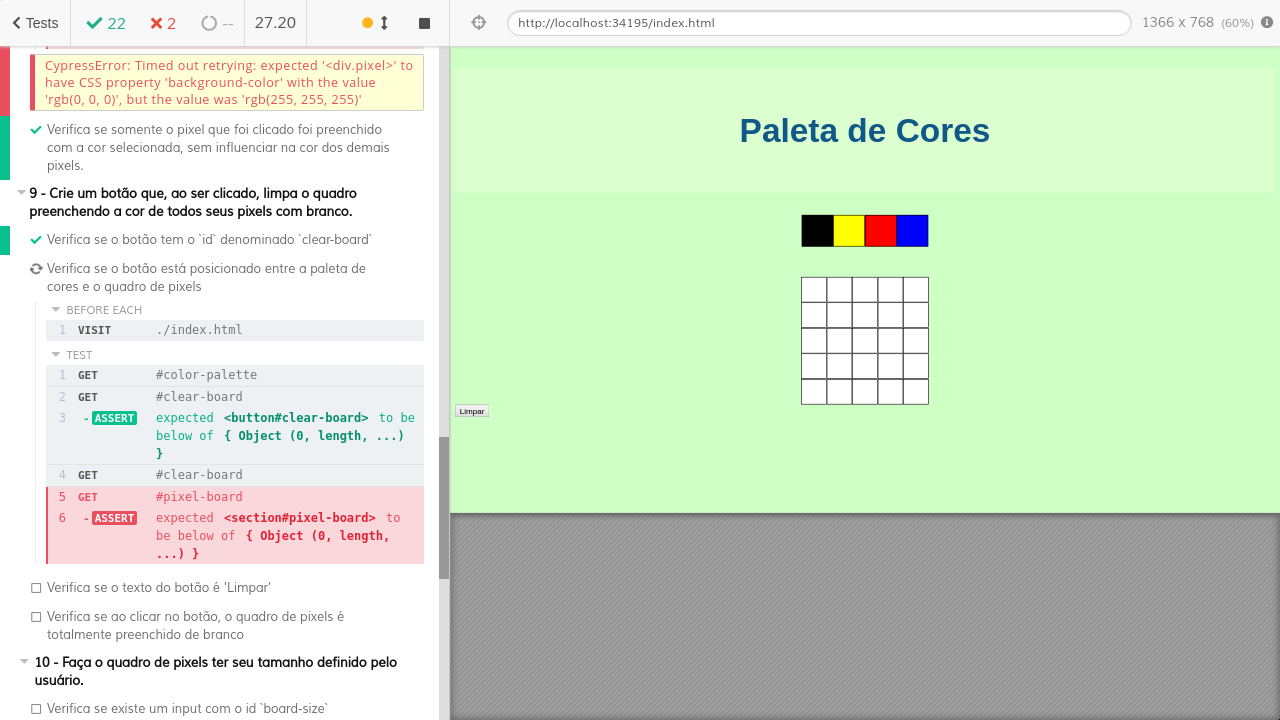 Tests
22
2
--
27.20
http://localhost:34195/index.html
1366 x 768 (60%)
CypressError: Timed out retrying: expected '<div.pixel>' to
have CSS property 'background-color' with the value
'rgb(0, 0, 0)', but the value was 'rgb(255, 255, 255)'
Verifica se somente o pixel que foi clicado foi preenchido
com a cor selecionada, sem influenciar na cor dos demais
pixels.
9 - Crie um botão que, ao ser clicado, limpa o quadro
preenchendo a cor de todos seus pixels com branco.
Verifica se o botão tem o `id` denominado `clear-board`
Verifica se o botão está posicionado entre a paleta de
cores e o quadro de pixels
BEFORE EACH
1 VISIT ./index.html
TEST
1 GET #color-palette
2 GET #clear-board
3 -ASSERT expected <button#clear-board> to be
below of { Object (0, length, ...)
}
4 GET #clear-board
5 GET #pixel-board
6 -ASSERT expected <section#pixel-board> to
be below of { Object (0, length,
...) }
Verifica se o texto do botão é 'Limpar'
Verifica se ao clicar no botão, o quadro de pixels é
totalmente preenchido de branco
10 - Faça o quadro de pixels ter seu tamanho definido pelo
usuário.
Verifica se existe um input com o id `board-size`
Paleta de Cores
Limpar